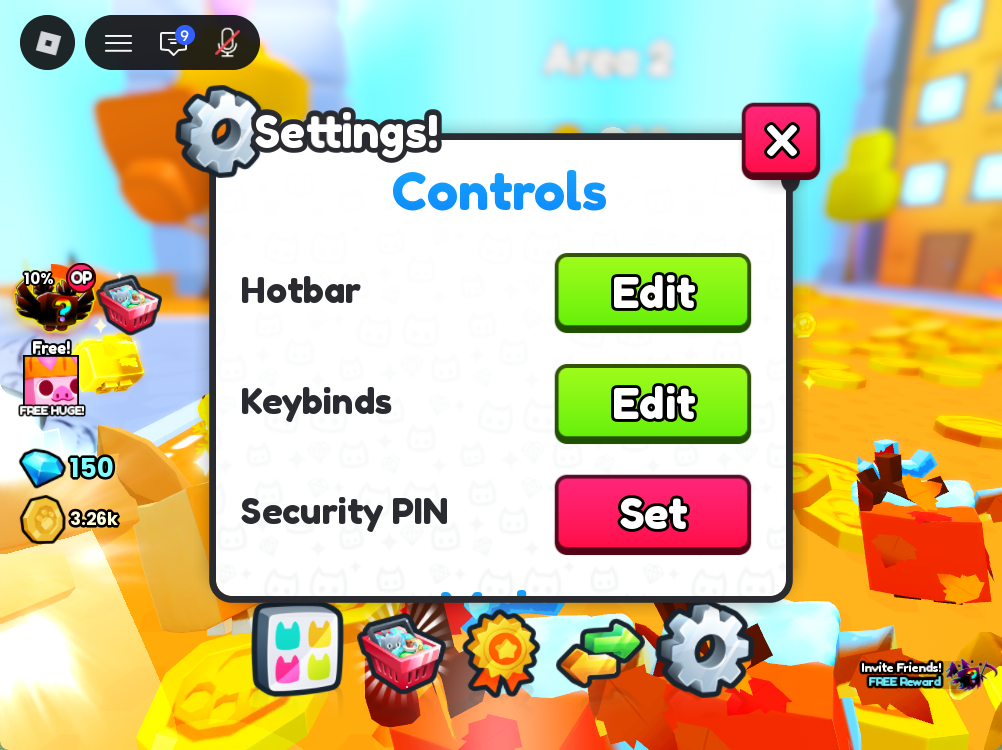 9
Area 2
Settings!
X
Controls
Hotbar
Edit
Keybinds
Edit
Security PIN
Set
10%
OP
Free!
FREE HUGE!
150
3.26k
Invite Friends!
FREE Reward